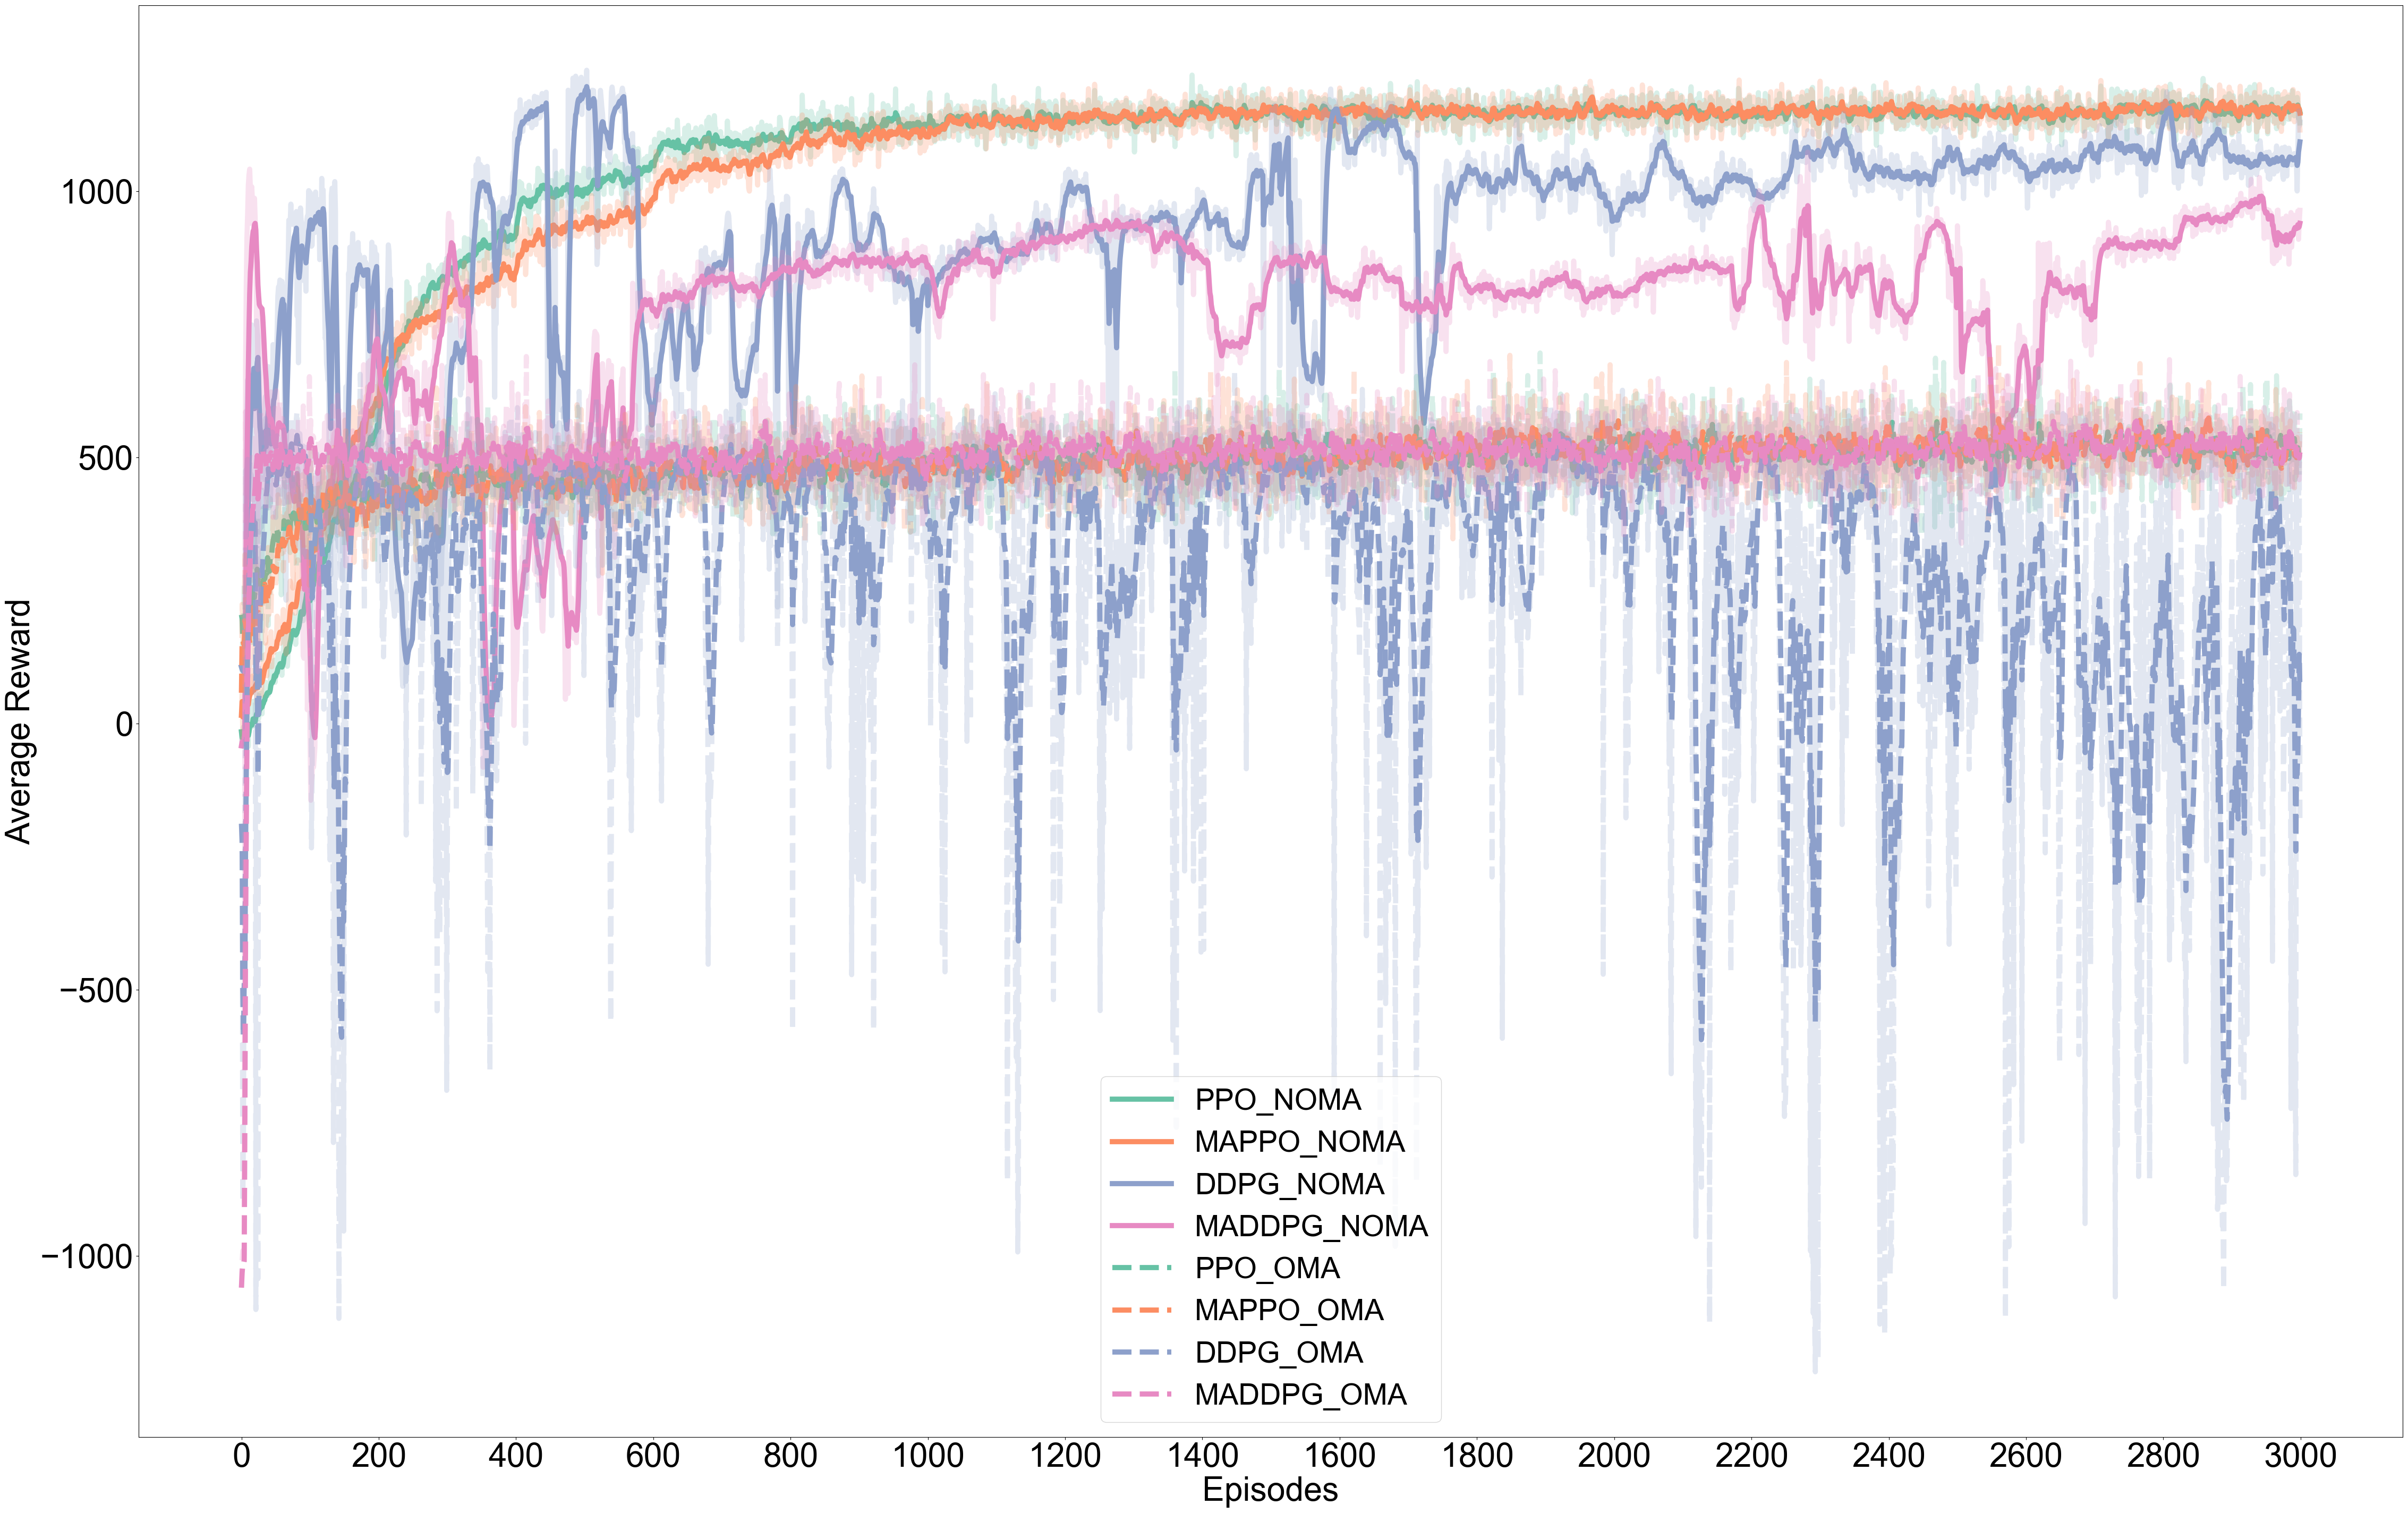 1000
500
0
−500
−1000
Average Reward
PPO_NOMA
MAPPO_NOMA
DDPG_NOMA
MADDPG_NOMA
PPO_OMA
MAPPO_OMA
DDPG_OMA
MADDPG_OMA
0 200 400 600 800 1000 1200 1400 1600 1800 2000 2200 2400 2600 2800 3000
Episodes